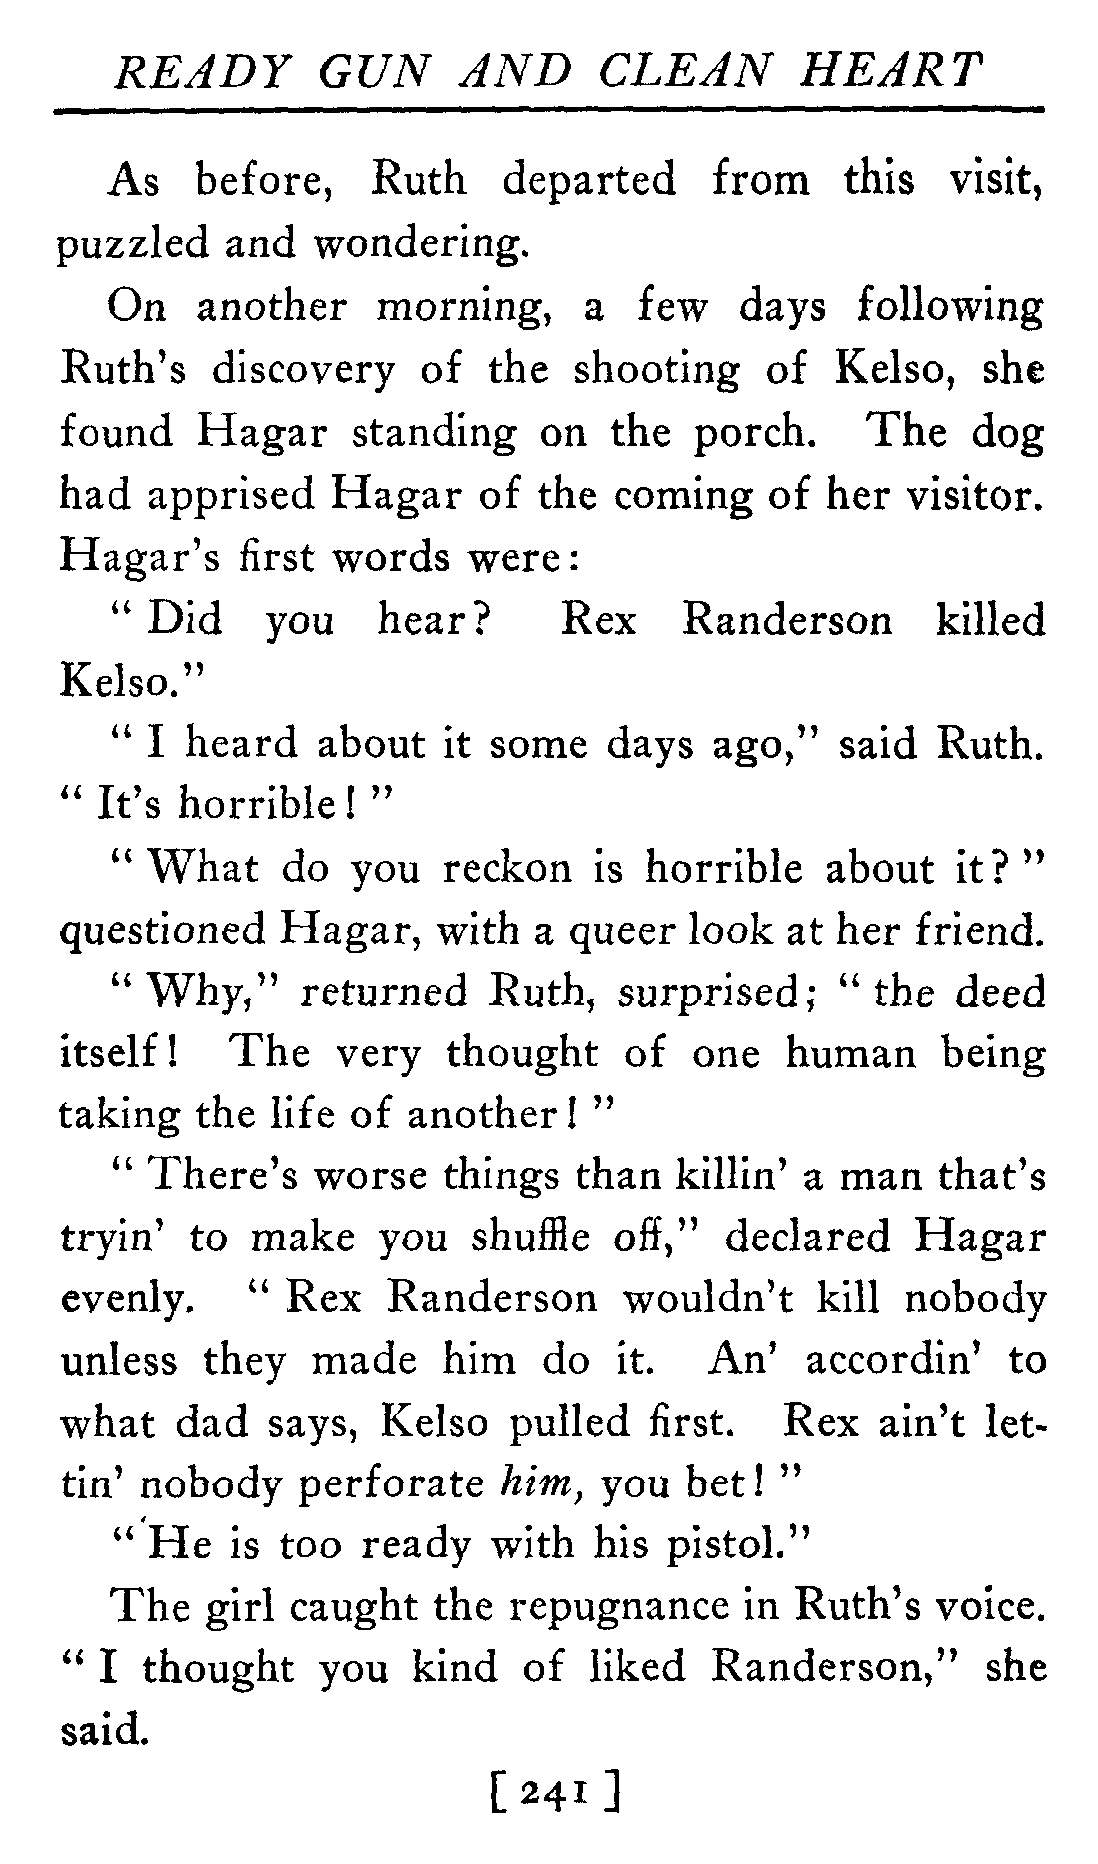 READY GUN AND CLEAN HEART
As before, Ruth departed from this visit,
puzzled and wondering.
On another morning, a few days following
Ruth's discovery of the shooting of Kelso, she
found Hagar standing on the porch. The dog
had apprised Hagar of the coming of her visitor.
Hagar's first words were:
" Did you hear? Rex Randerson killed
Kelso."
" I heard about it some days ago," said Ruth.
" It's horrible! "
" What do you reckon is horrible about it? "
questioned Hagar, with a queer look at her friend.
" Why," returned Ruth, surprised; " the deed
itself! The very thought of one human being
taking the life of another! "
" There's worse things than killin' a man that's
tryin' to make you shuffle off," declared Hagar
evenly. " Rex Randerson wouldn't kill nobody
unless they made him do it. An' accordin' to
what dad says, Kelso pulled first. Rex ain't let-
tin' nobody perforate him, you bet! "
" He is too ready with his pistol."
The girl caught the repugnance in Ruth's voice.
" I thought you kind of liked Randerson," she
said.
[ 241 ]